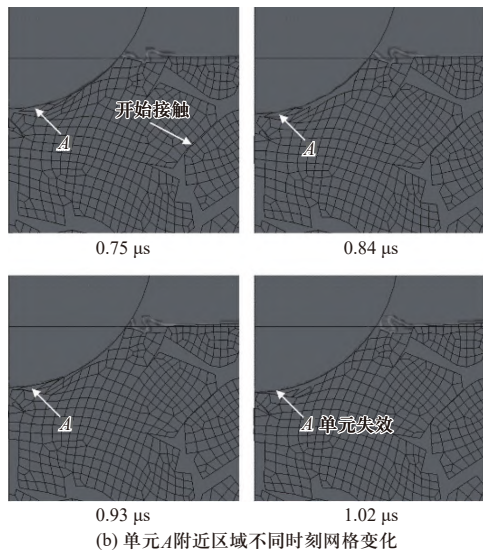 开始接触
A
A
0.75 μs
0.84 μs
A
A 单元失效
0.93 μs
1.02 μs
(b) 单元A附近区域不同时刻网格变化